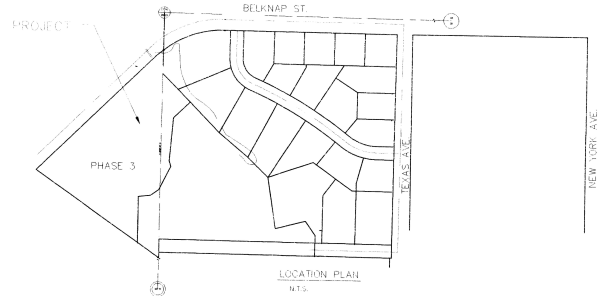 BELKNAP ST.
PROJECT
PHASE 3
TEXAS AVE.
NEW YORK AVE.
LOCATION PLAN
N.T.S.